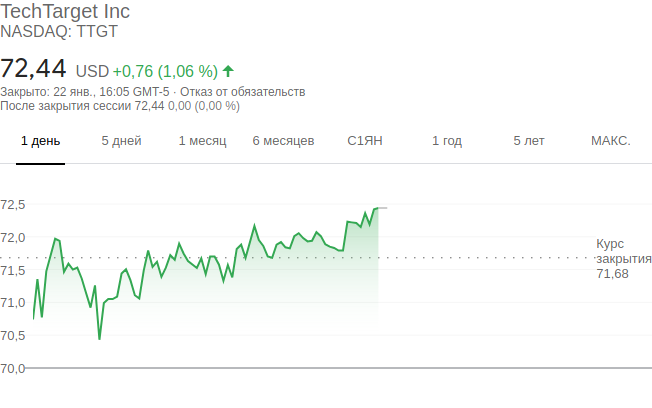 TechTarget Inc
NASDAQ: TTGT
72,44 USD +0,76 (1,06 %)
Закрыто: 22 янв., 16:05 GMT-5 · Отказ от обязательств
После закрытия сессии 72,44 0,00 (0,00 %)
1 день 5 дней 1 месяц 6 месяцев С1ЯН 1 год 5 лет МАКС.
72,5
72,0
71,5
71,0
70,5
70,0
Курс
закрытия
71,68